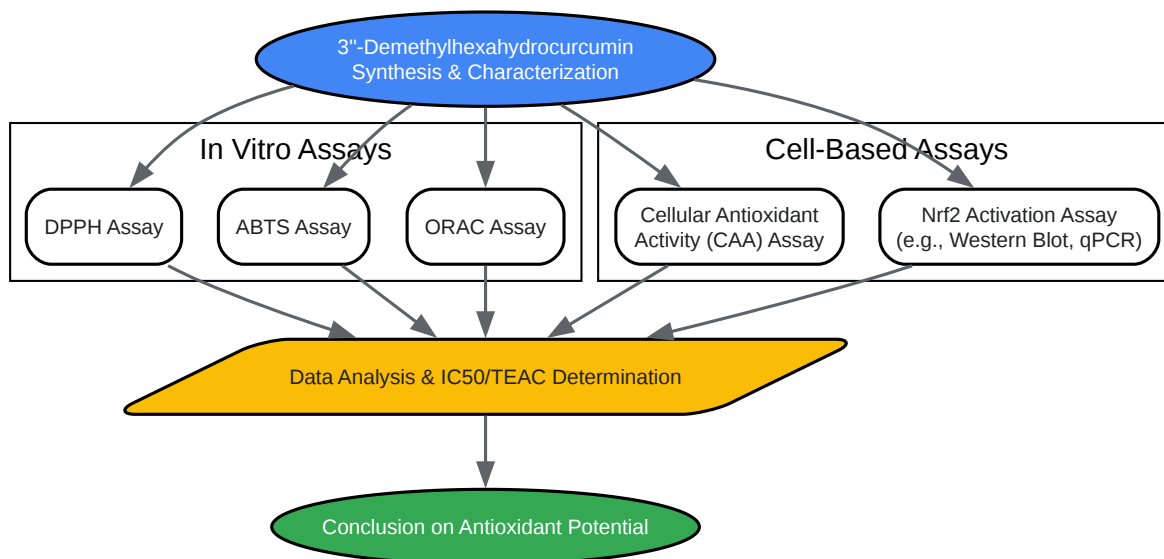 3''-Demethylhexahydrocurcumin
Synthesis & Characterization
In Vitro Assays
Cell-Based Assays
DPPH Assay
ABTS Assay
ORAC Assay
Cellular Antioxidant
Activity (CAA) Assay
Nrf2 Activation Assay
(e.g., Western Blot, qPCR)
Data Analysis & IC50/TEAC Determination
Conclusion on Antioxidant Potential